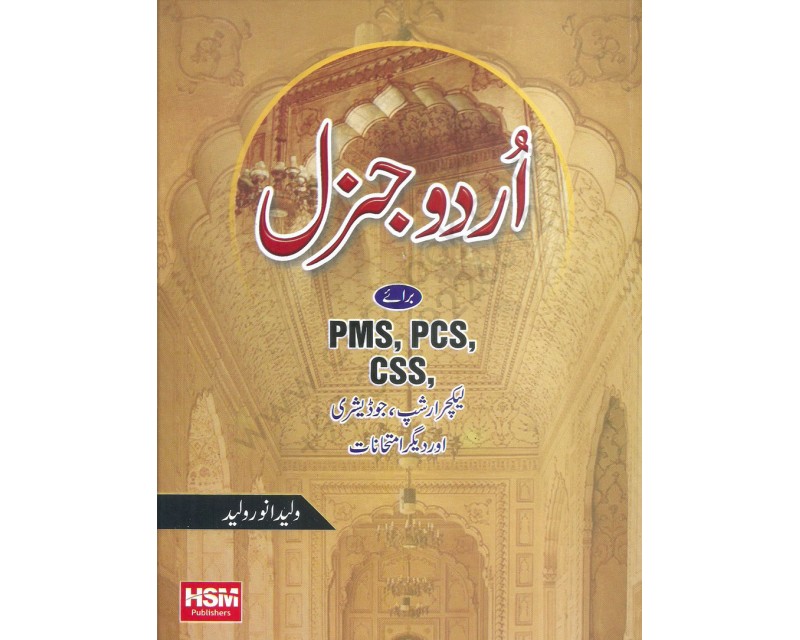 اُردو جنرل
برائے
PMS, PCS,
CSS,
لیکچرارشپ، جوڈیشری
اور دیگر امتحانات
ولید انور ولید
HSM
Publishers